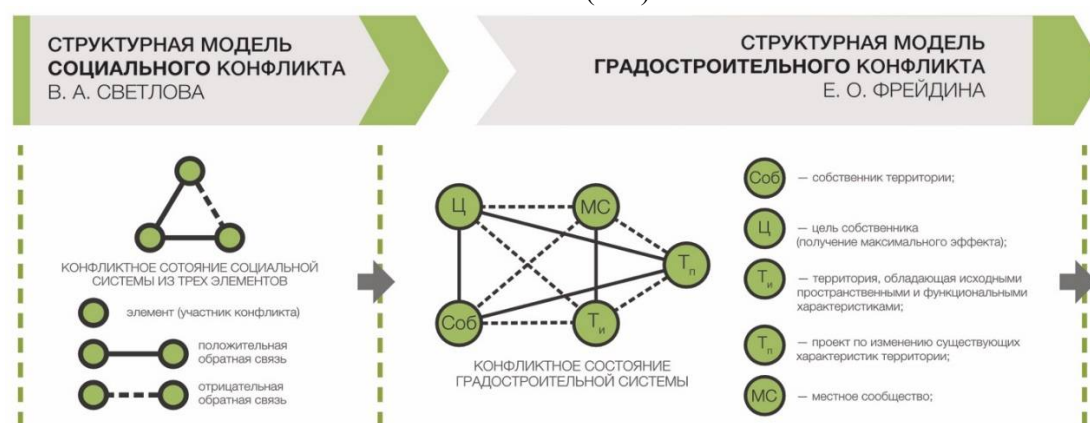 СТРУКТУРНАЯ МОДЕЛЬ
СОЦИАЛЬНОГО КОНФЛИКТА
В. А. СВЕТЛОВА
СТРУКТУРНАЯ МОДЕЛЬ
ГРАДОСТРОИТЕЛЬНОГО КОНФЛИКТА
Е. О. ФРЕЙДИНА
КОНФЛИКТНОЕ СОТОЯНИЕ СОЦИАЛЬНОЙ
СИСТЕМЫ ИЗ ТРЕХ ЭЛЕМЕНТОВ
элемент (участник конфликта)
положительная
обратная связь
отрицательная
обратная связь
Ц
МС
Тп
Соб
Ти
КОНФЛИКТНОЕ СОСТОЯНИЕ
ГРАДОСТРОИТЕЛЬНОЙ СИСТЕМЫ
Соб — собственник территории;
Ц — цель собственника
(получение максимального эффекта);
Ти — территория, обладающая исходными
пространственными и функциональными
характеристиками;
Тп — проект по изменению существующих
характеристик территории;
МС — местное сообщество;